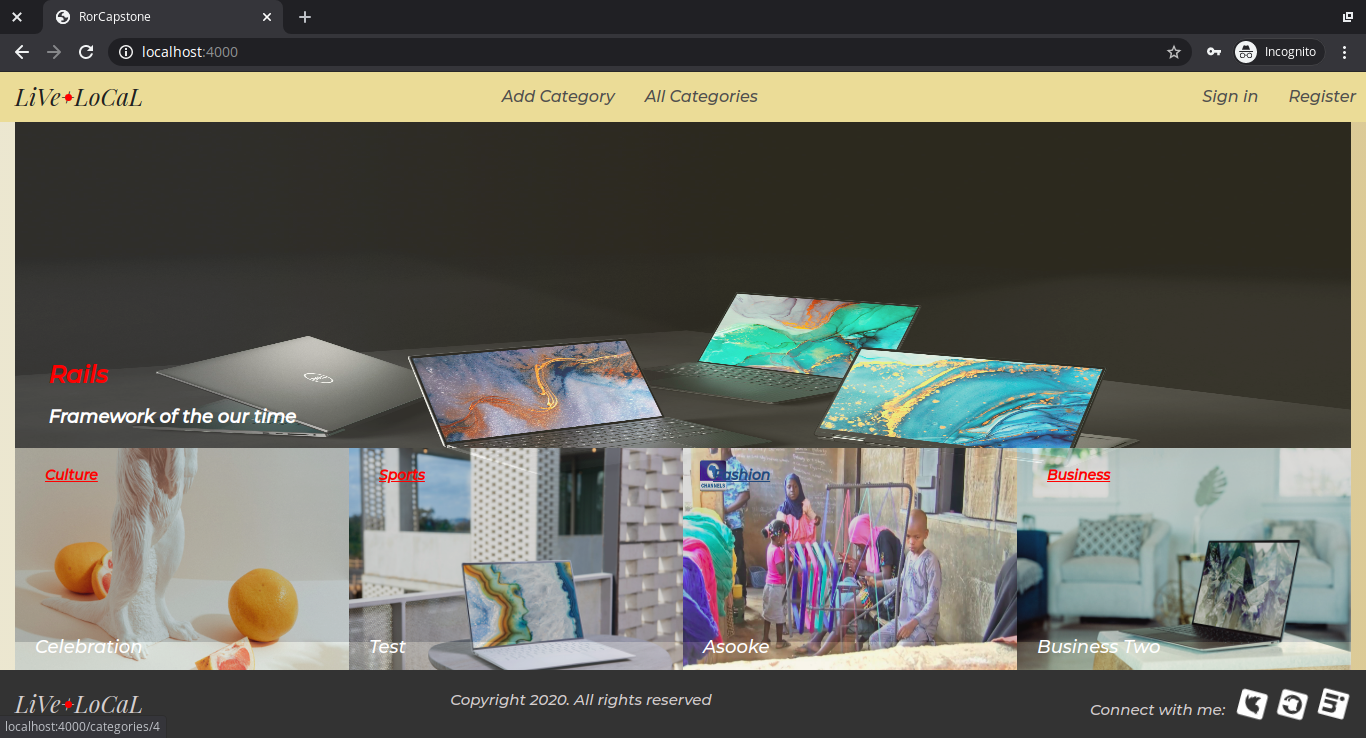 RorCapstone
localhost:4000
Incognito
LiVe LoCaL
Add Category
All Categories
Sign in
Register
Rails
Framework of the our time
Culture
Sports
Fashion
Business
CHANNELS
Celebration
Test
Asooke
Business Two
LiVe LoCaL
Copyright 2020. All rights reserved
Connect with me:
localhost:4000/categories/4